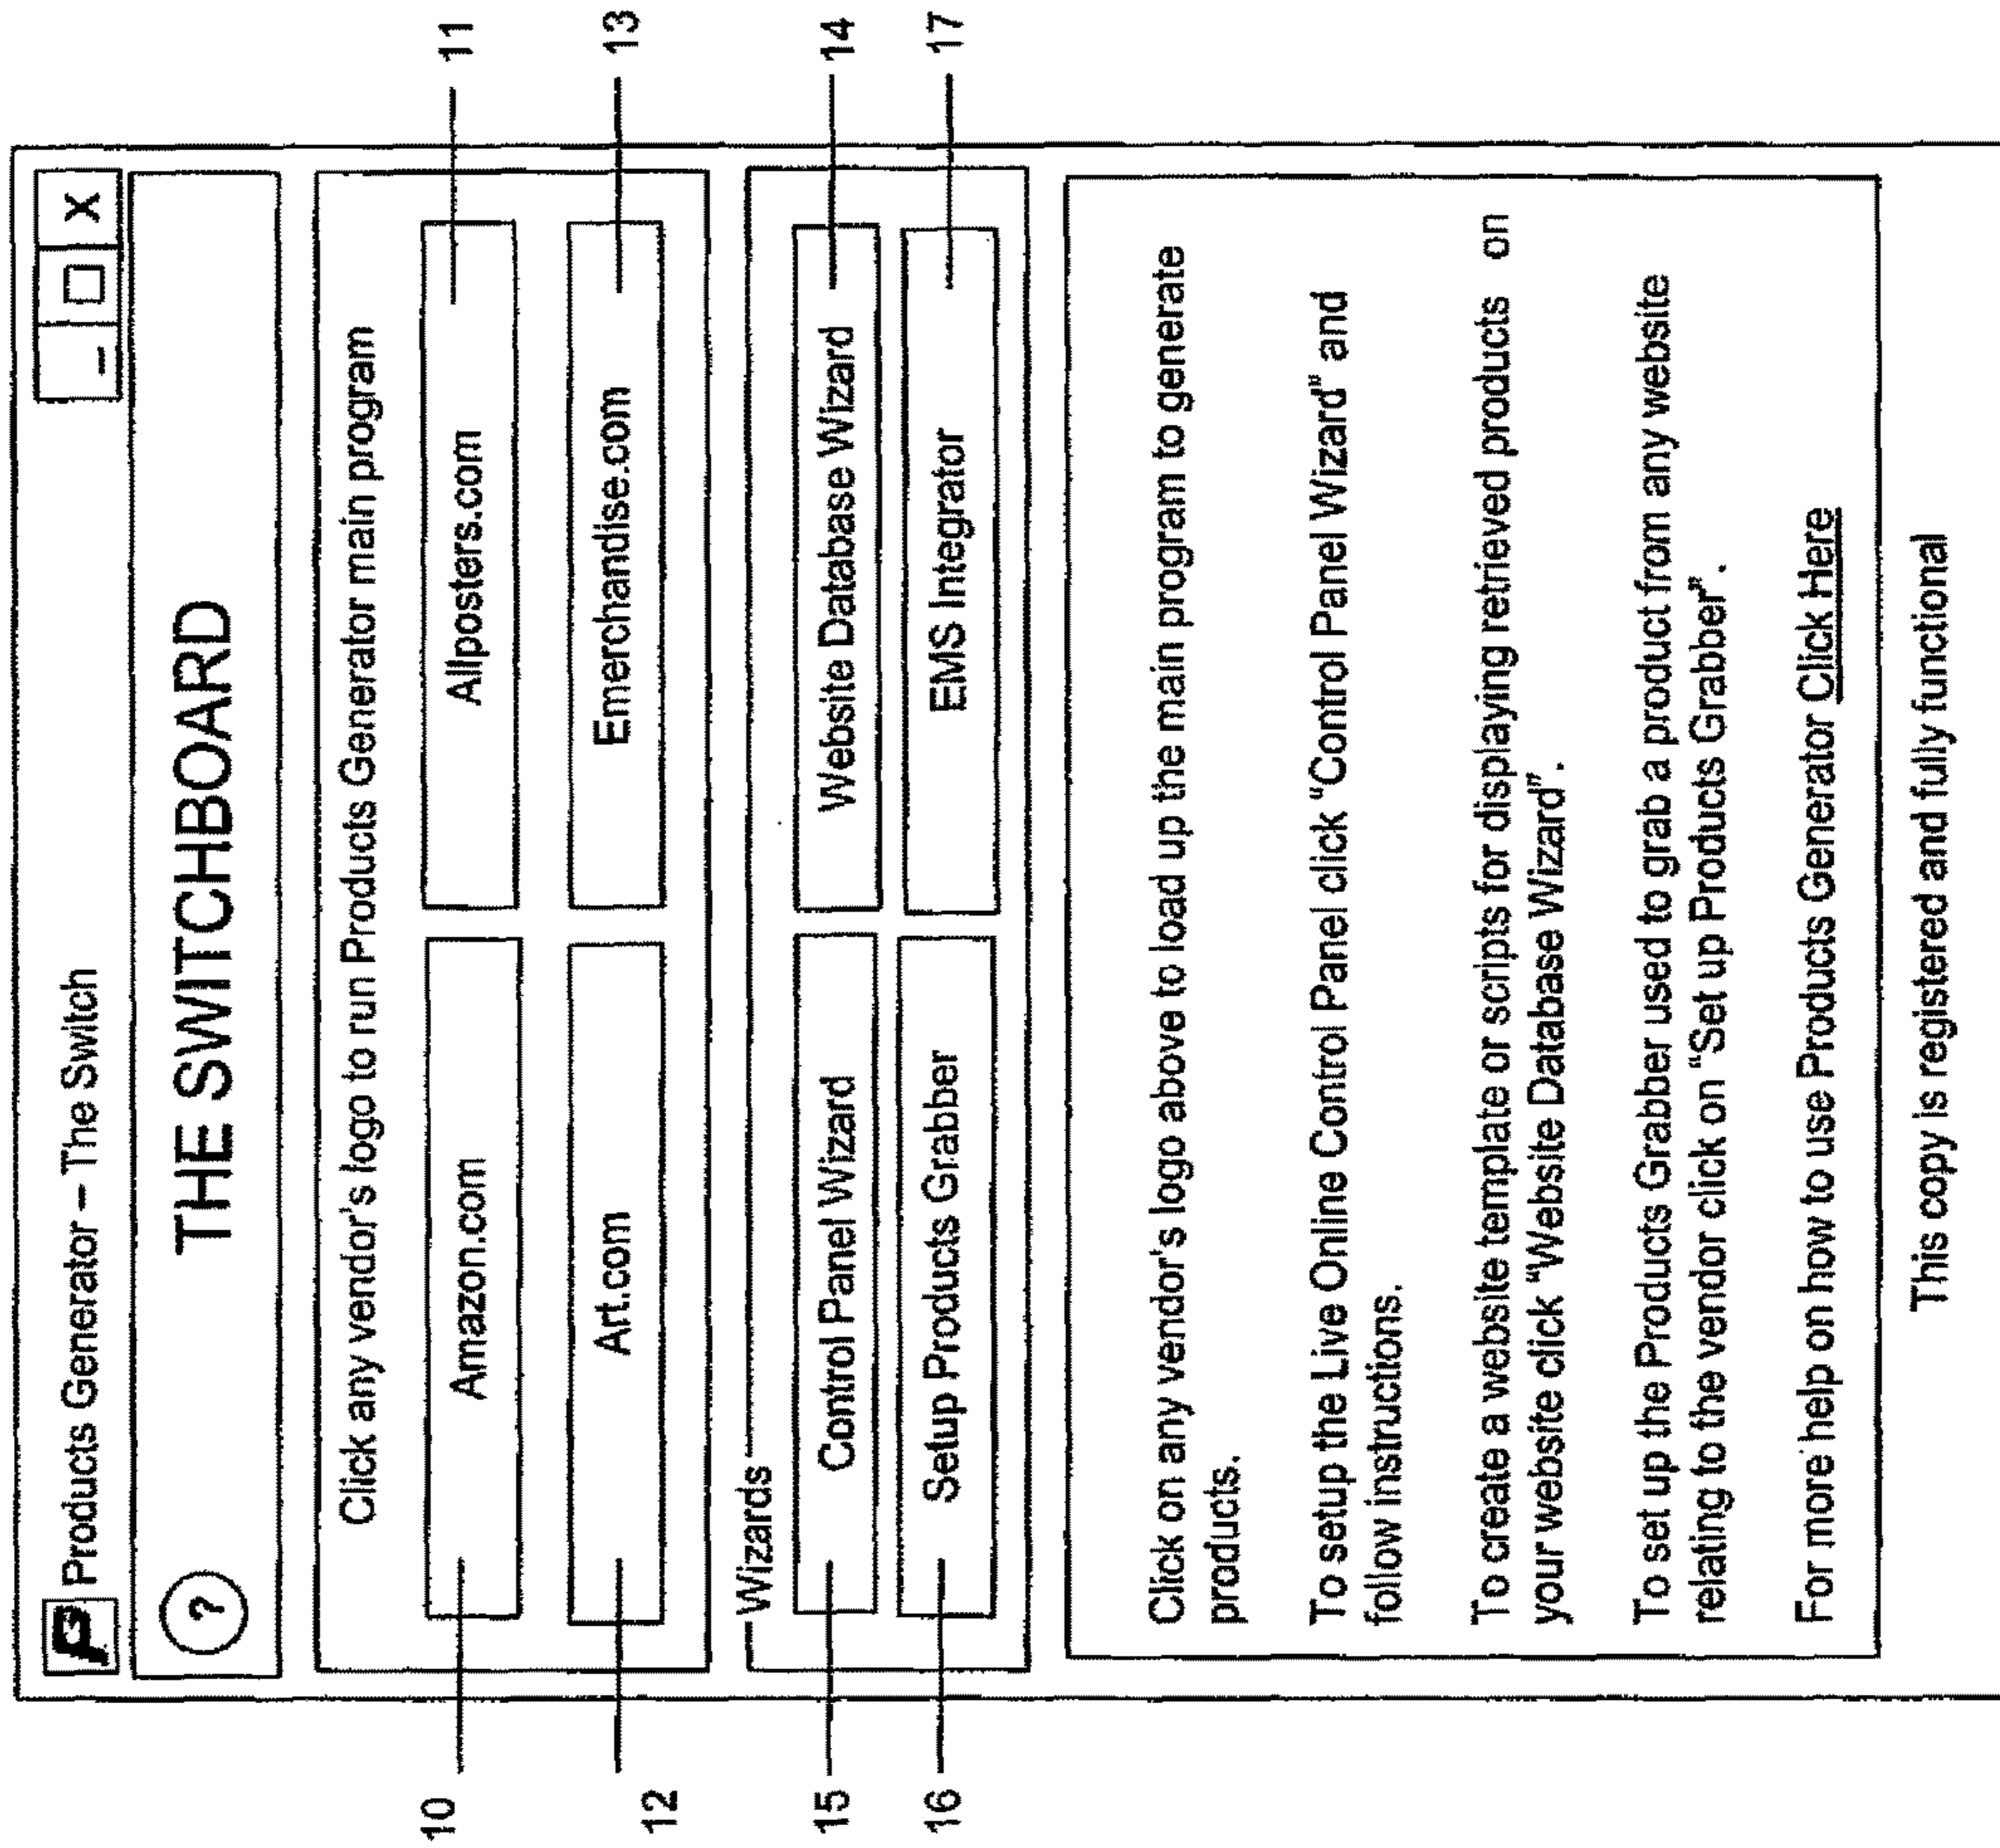 Products Generator – The Switch
_ □ X
? THE SWITCHBOARD
Click any vendor's logo to run Products Generator main program
10 Amazon.com Allposters.com 11
12 Art.com Emerchandise.com 13
Wizards
15 Control Panel Wizard Website Database Wizard 14
16 Setup Products Grabber EMS Integrator 17
Click on any vendor's logo above to load up the main program to generate
products.
To setup the Live Online Control Panel click “Control Panel Wizard” and
follow instructions.
To create a website template or scripts for displaying retrieved products on
your website click “Website Database Wizard”.
To set up the Products Grabber used to grab a product from any website
relating to the vendor click on “Set up Products Grabber”.
For more help on how to use Products Generator Click Here
This copy is registered and fully functional